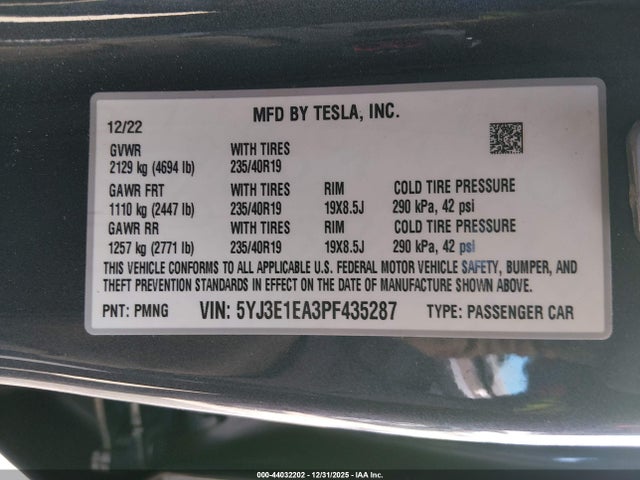 MFD BY TESLA, INC.
12/22
GVWR WITH TIRES
2129 kg (4694 lb) 235/40R19
GAWR FRT WITH TIRES RIM COLD TIRE PRESSURE
1110 kg (2447 lb) 235/40R19 19X8.5J 290 kPa, 42 psi
GAWR RR WITH TIRES RIM COLD TIRE PRESSURE
1257 kg (2771 lb) 235/40R19 19X8.5J 290 kPa, 42 psi
THIS VEHICLE CONFORMS TO ALL APPLICABLE U.S. FEDERAL MOTOR VEHICLE SAFETY, BUMPER, AND
THEFT PREVENTION STANDARDS IN EFFECT ON THE DATE OF MANUFACTURE SHOWN ABOVE.
PNT: PMNG VIN: 5YJ3E1EA3PF435287 TYPE: PASSENGER CAR
000-44032202 - 12/31/2025 - IAA Inc.